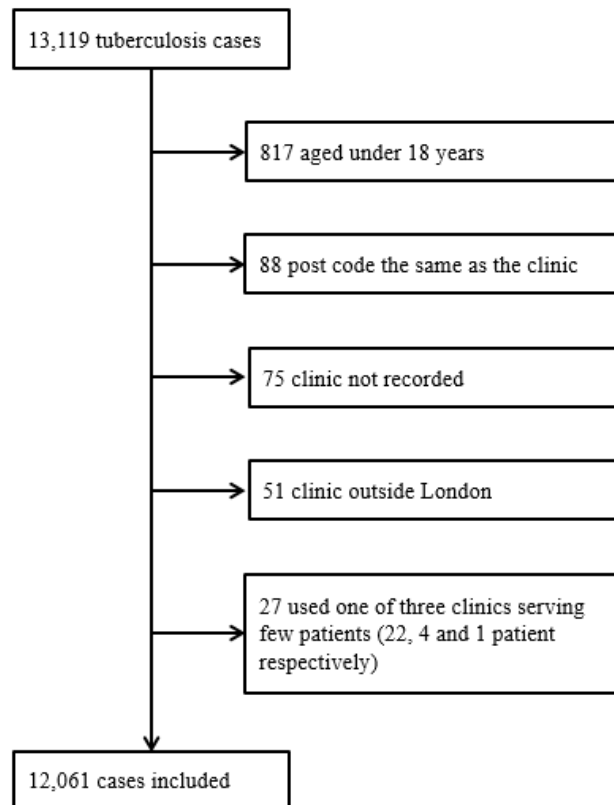 13,119 tuberculosis cases
817 aged under 18 years
88 post code the same as the clinic
75 clinic not recorded
51 clinic outside London
27 used one of three clinics serving
few patients (22, 4 and 1 patient
respectively)
12,061 cases included